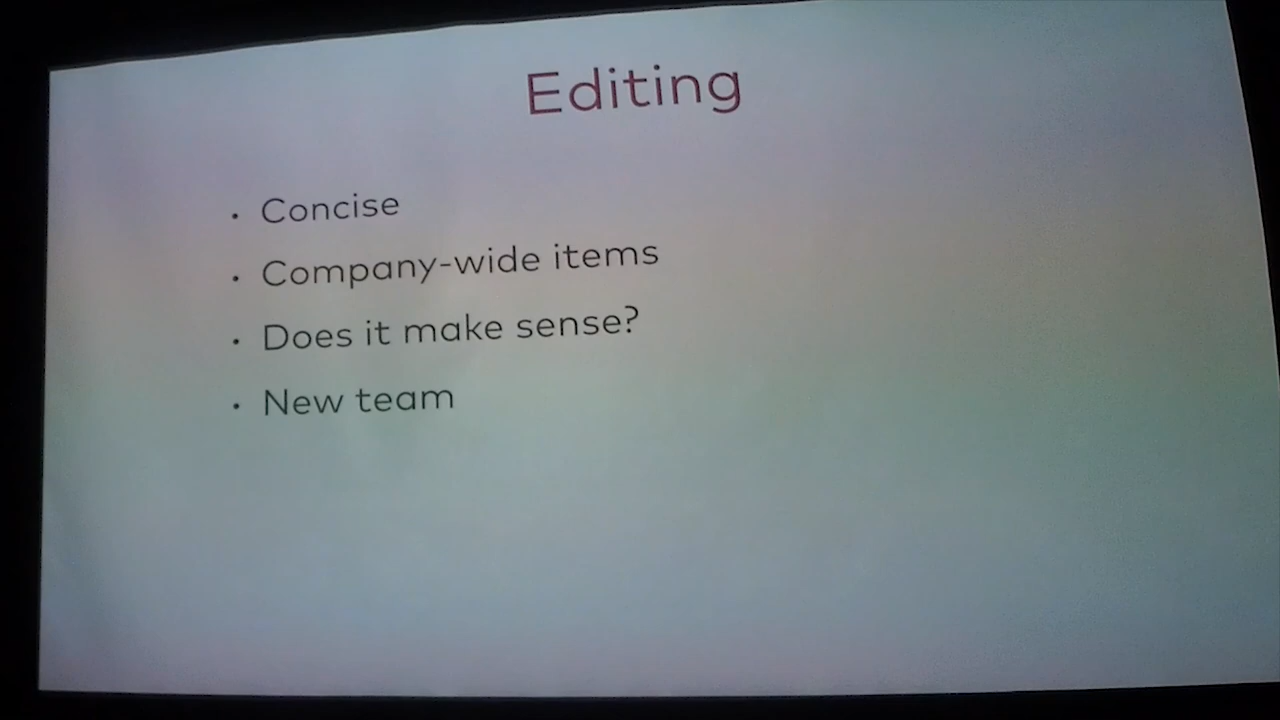 Editing
• Concise
• Company-wide items
• Does it make sense?
• New team